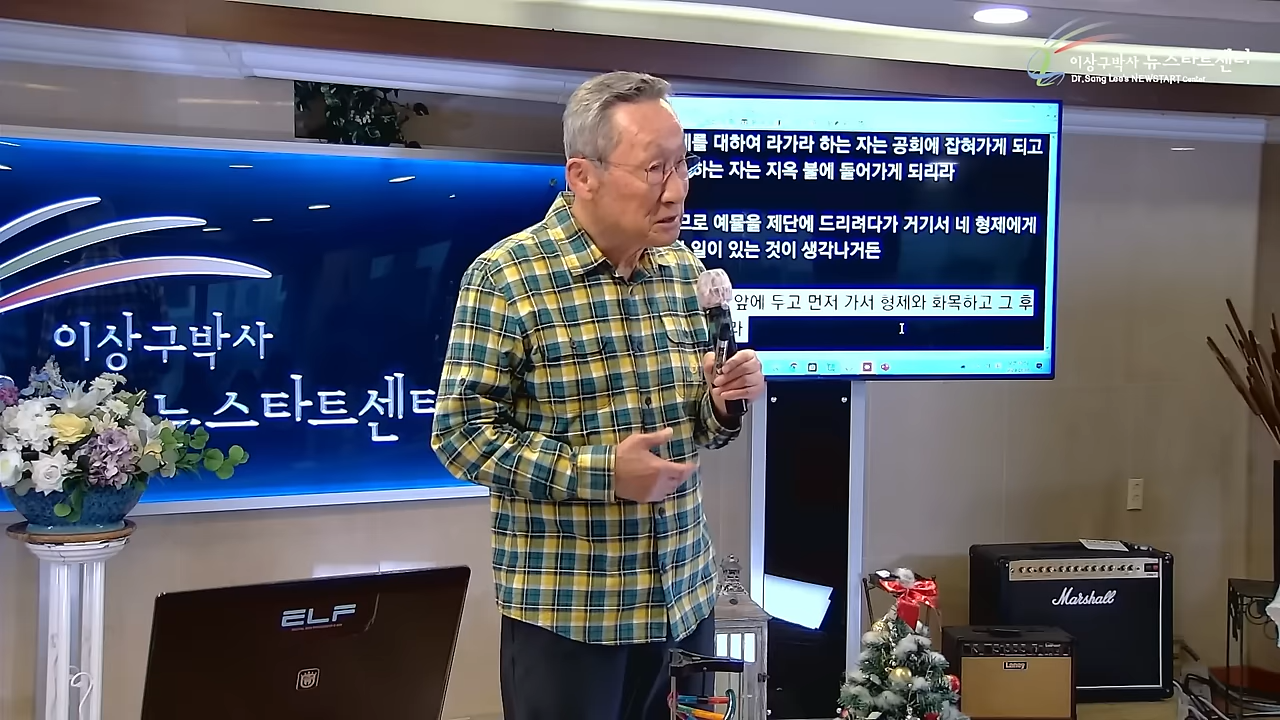 이상구박사 뉴스타트센터
Dr. Sang Lee's NEWSTART Center
를 대하여 라가라 하는 자는 공회에 잡혀가게 되고
하는 자는 지옥 불에 들어가게 되리라
예물을 제단에 드리려다가 거기서 네 형제에게
일이 있는 것이 생각나거든
앞에 두고 먼저 가서 형제와 화목하고 그 후
라
이상구박사
뉴스타트센터
ELF
Marshall
Laney